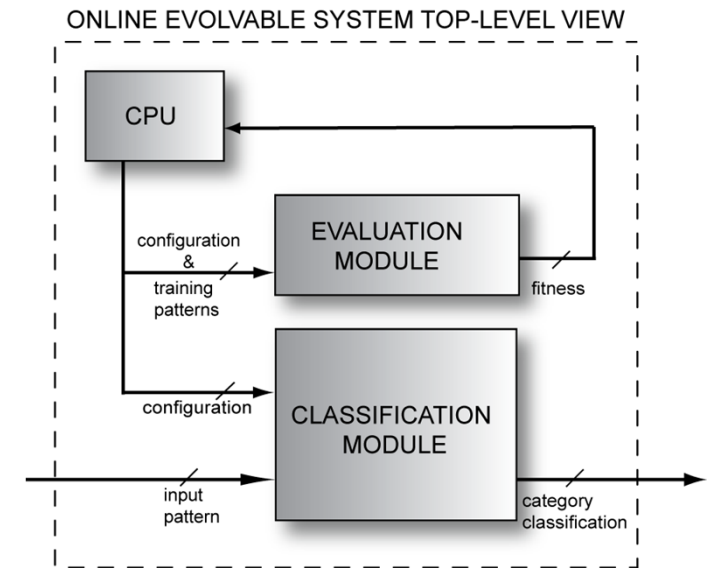 ONLINE EVOLVABLE SYSTEM TOP-LEVEL VIEW
CPU
EVALUATION
MODULE
configuration
&
training
patterns
fitness
configuration
CLASSIFICATION
MODULE
input
pattern
category
classification